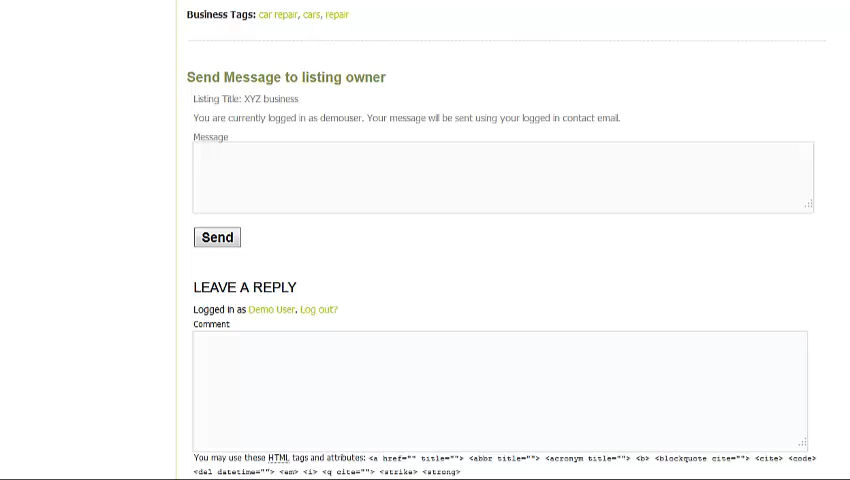 Business Tags: car repair, cars, repair
Send Message to listing owner
Listing Title: XYZ business
You are currently logged in as demouser. Your message will be sent using your logged in contact email.
Message
Send
LEAVE A REPLY
Logged in as Demo User. Log out?
Comment
You may use these HTML tags and attributes: <a href="" title=""> <abbr title=""> <acronym title=""> <b> <blockquote cite=""> <cite> <code>
<del datetime=""> <em> <i> <q cite=""> <strike> <strong>